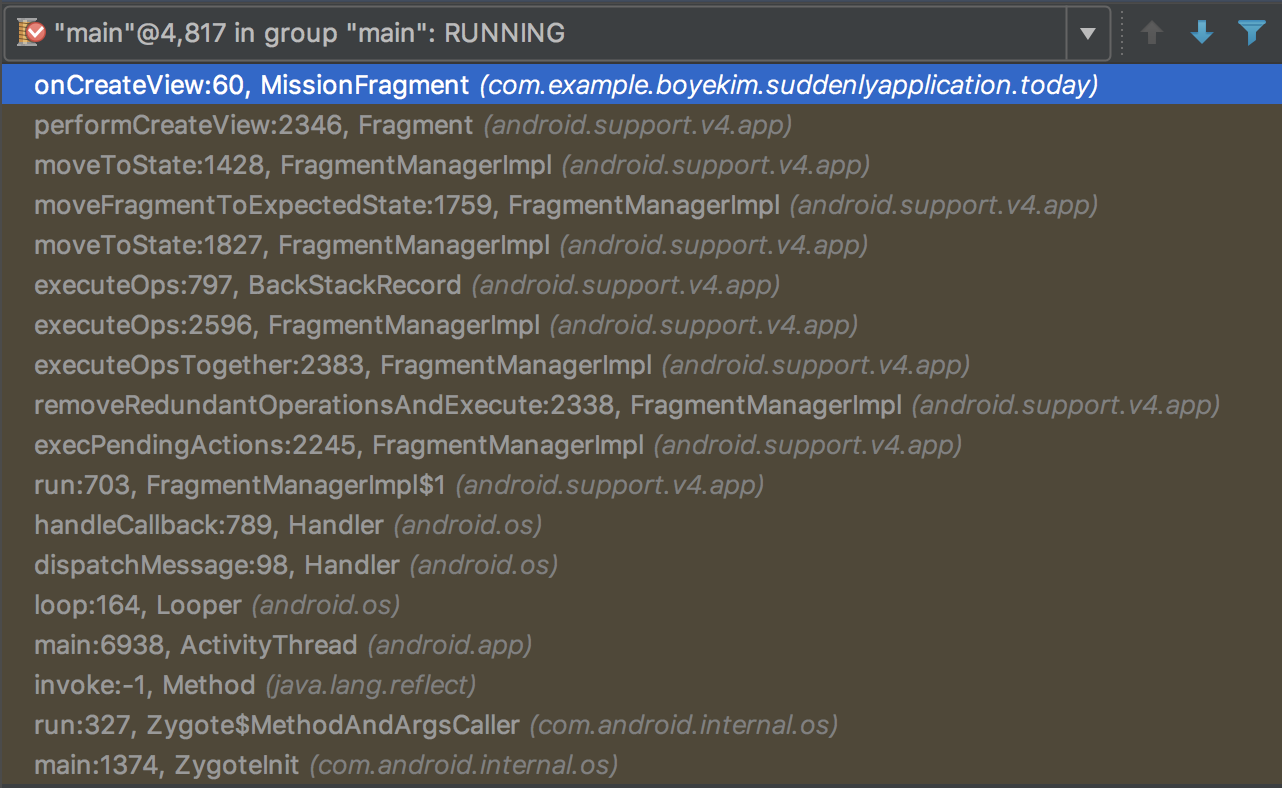 "main"@4,817 in group "main": RUNNING
onCreateView:60, MissionFragment (com.example.boyekim.suddenlyapplication.today)
performCreateView:2346, Fragment (android.support.v4.app)
moveToState:1428, FragmentManagerImpl (android.support.v4.app)
moveFragmentToExpectedState:1759, FragmentManagerImpl (android.support.v4.app)
moveToState:1827, FragmentManagerImpl (android.support.v4.app)
executeOps:797, BackStackRecord (android.support.v4.app)
executeOps:2596, FragmentManagerImpl (android.support.v4.app)
executeOpsTogether:2383, FragmentManagerImpl (android.support.v4.app)
removeRedundantOperationsAndExecute:2338, FragmentManagerImpl (android.support.v4.app)
execPendingActions:2245, FragmentManagerImpl (android.support.v4.app)
run:703, FragmentManagerImpl$1 (android.support.v4.app)
handleCallback:789, Handler (android.os)
dispatchMessage:98, Handler (android.os)
loop:164, Looper (android.os)
main:6938, ActivityThread (android.app)
invoke:-1, Method (java.lang.reflect)
run:327, Zygote$MethodAndArgsCaller (com.android.internal.os)
main:1374, ZygoteInit (com.android.internal.os)